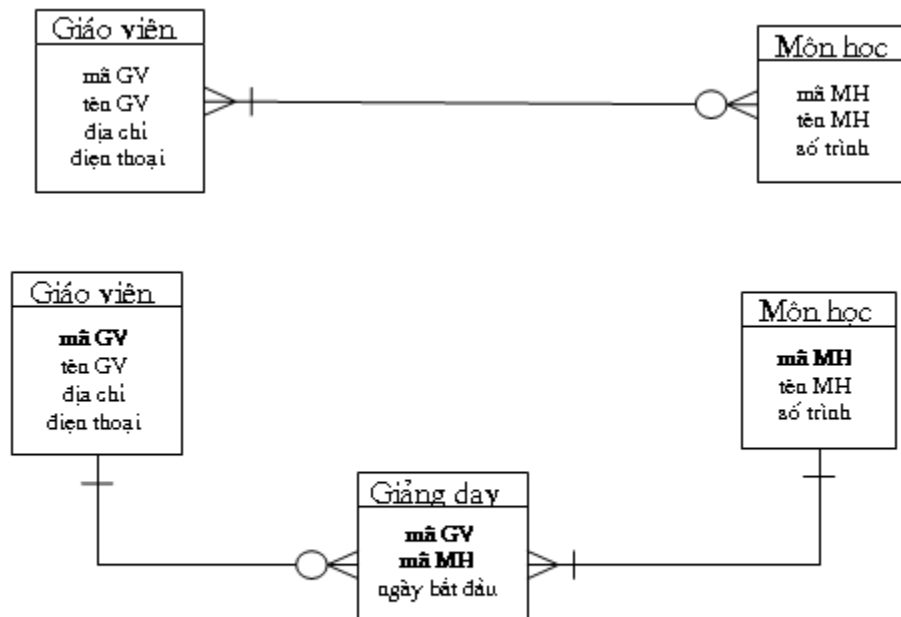 Giáo viên
mã GV
tên GV
địa chỉ
điện thoại
Môn học
mã MH
tên MH
số trình
Giáo viên
mã GV
tên GV
địa chỉ
điện thoại
Môn học
mã MH
tên MH
số trình
Giảng dạy
mã GV
mã MH
ngày bắt đầu